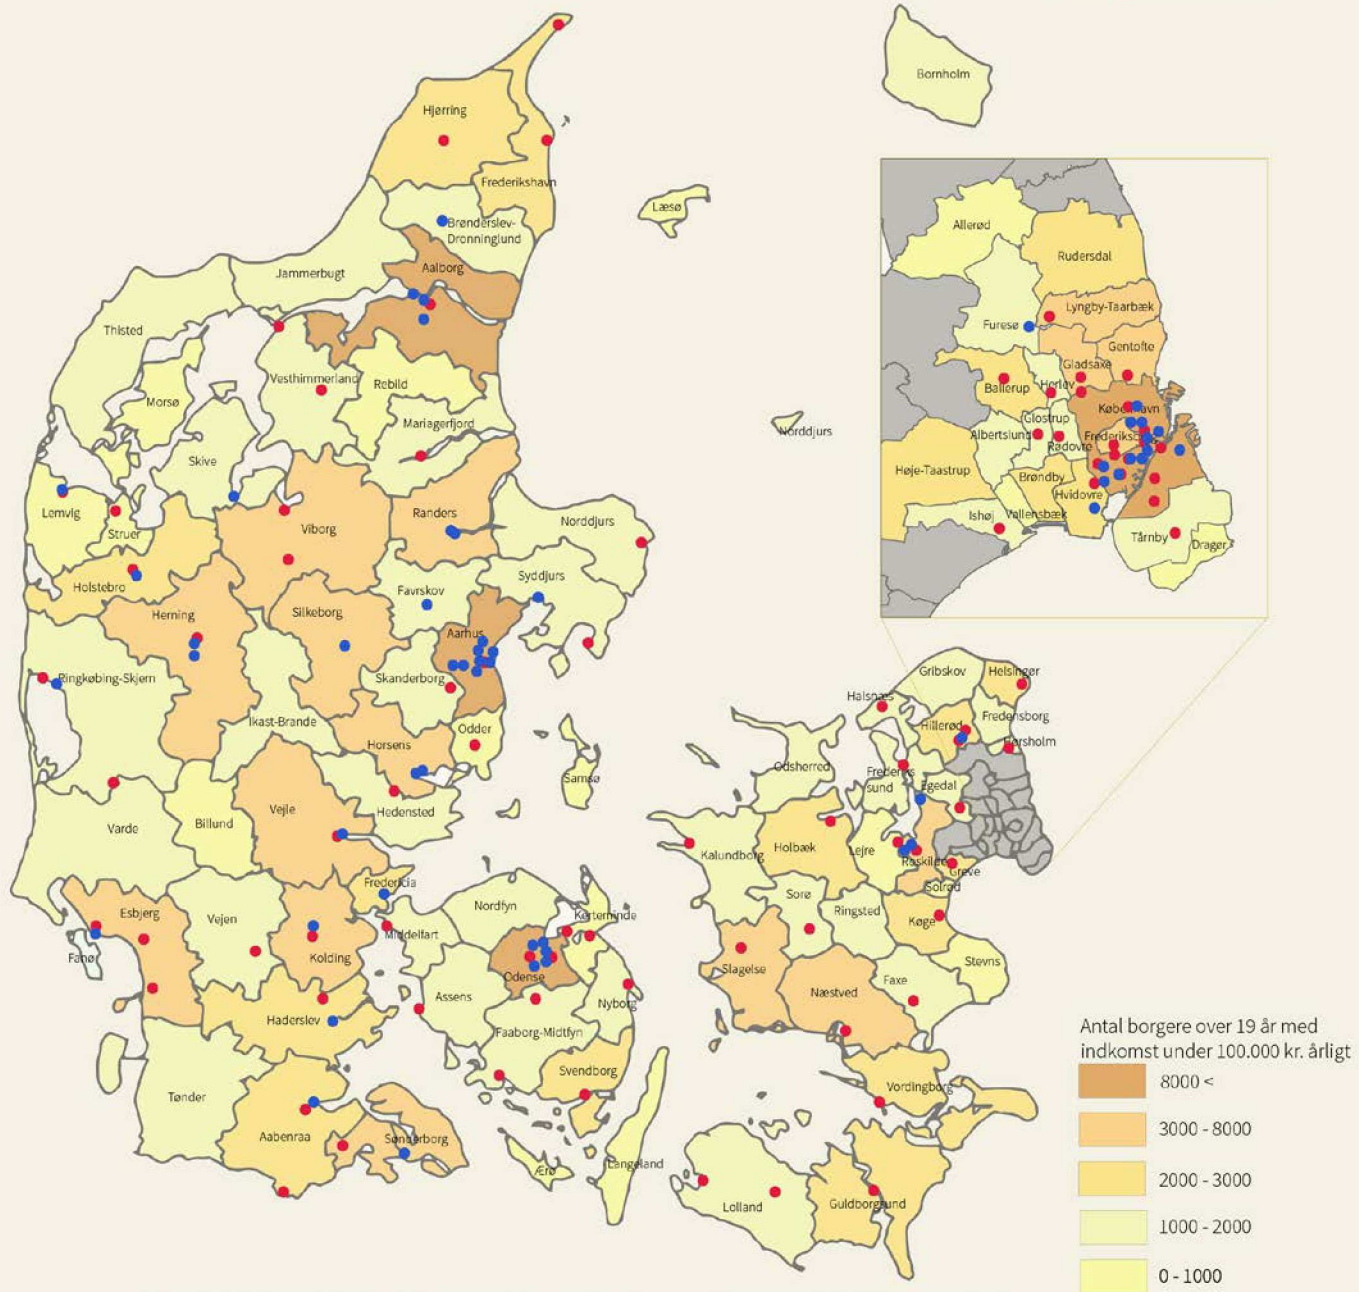 Bornholm
Hjørring
Frederikshavn
Læsø
Brønderslev-
Dronninglund
Aalborg
Jammerbugt
Thisted
Vesthimmerland
Rebild
Morsø
Mariagerfjord
Norddjurs
Skive
Lemvig
Struer
Viborg
Randers
Norddjurs
Holstebro
Favrskov
Syddjurs
Herning
Silkeborg
Aarhus
Ringkøbing-Skjern
Skanderborg
Ikast-Brande
Odder
Horsens
Samsø
Hedensted
Vejle
Billund
Varde
Fredericia
Esbjerg
Vejen
Nordfyn
Kerteminde
Middelfart
Kolding
Fanø
Odense
Assens
Nyborg
Haderslev
Faaborg-Midtfyn
Svendborg
Tønder
Aabenraa
Sønderborg
Ærø
Langeland
Allerød
Rudersdal
Lyngby-Taarbæk
Furesø
Gentofte
Gladsaxe
Ballerup
Herlev
København
Glostrup
Albertslund
Rødovre
Frederiksberg
Høje-Taastrup
Brøndby
Hvidovre
Vallensbæk
Ishøj
Tårnby
Dragør
Gribskov
Helsingør
Halsnæs
Hillerød
Fredensborg
Hørsholm
Odsherred
Frederiks
sund
Egedal
Kalundborg
Holbæk
Lejre
Roskilde
Greve
Solrød
Sorø
Ringsted
Køge
Slagelse
Næstved
Stevns
Faxe
Vordingborg
Lolland
Guldborgsund
Antal borgere over 19 år med
indkomst under 100.000 kr. årligt
8000 <
3000 - 8000
2000 - 3000
1000 - 2000
0 - 1000